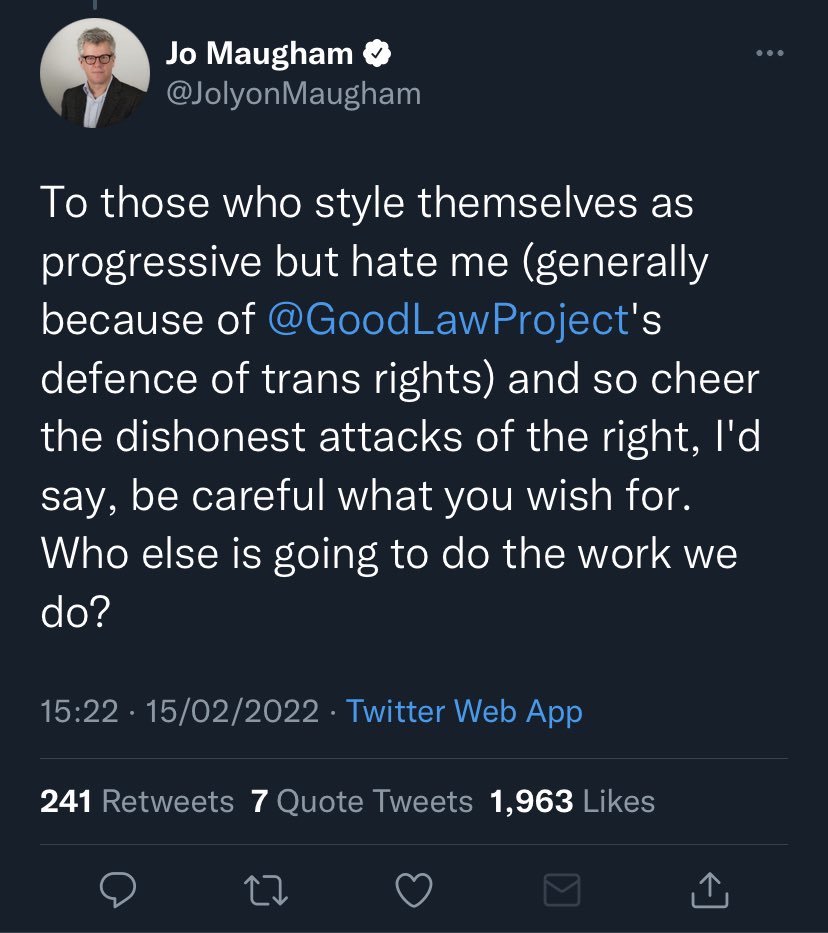 Jo Maugham
@JolyonMaugham
To those who style themselves as
progressive but hate me (generally
because of @GoodLawProject's
defence of trans rights) and so cheer
the dishonest attacks of the right, I'd
say, be careful what you wish for.
Who else is going to do the work we
do?
15:22 · 15/02/2022 · Twitter Web App
241 Retweets 7 Quote Tweets 1,963 Likes